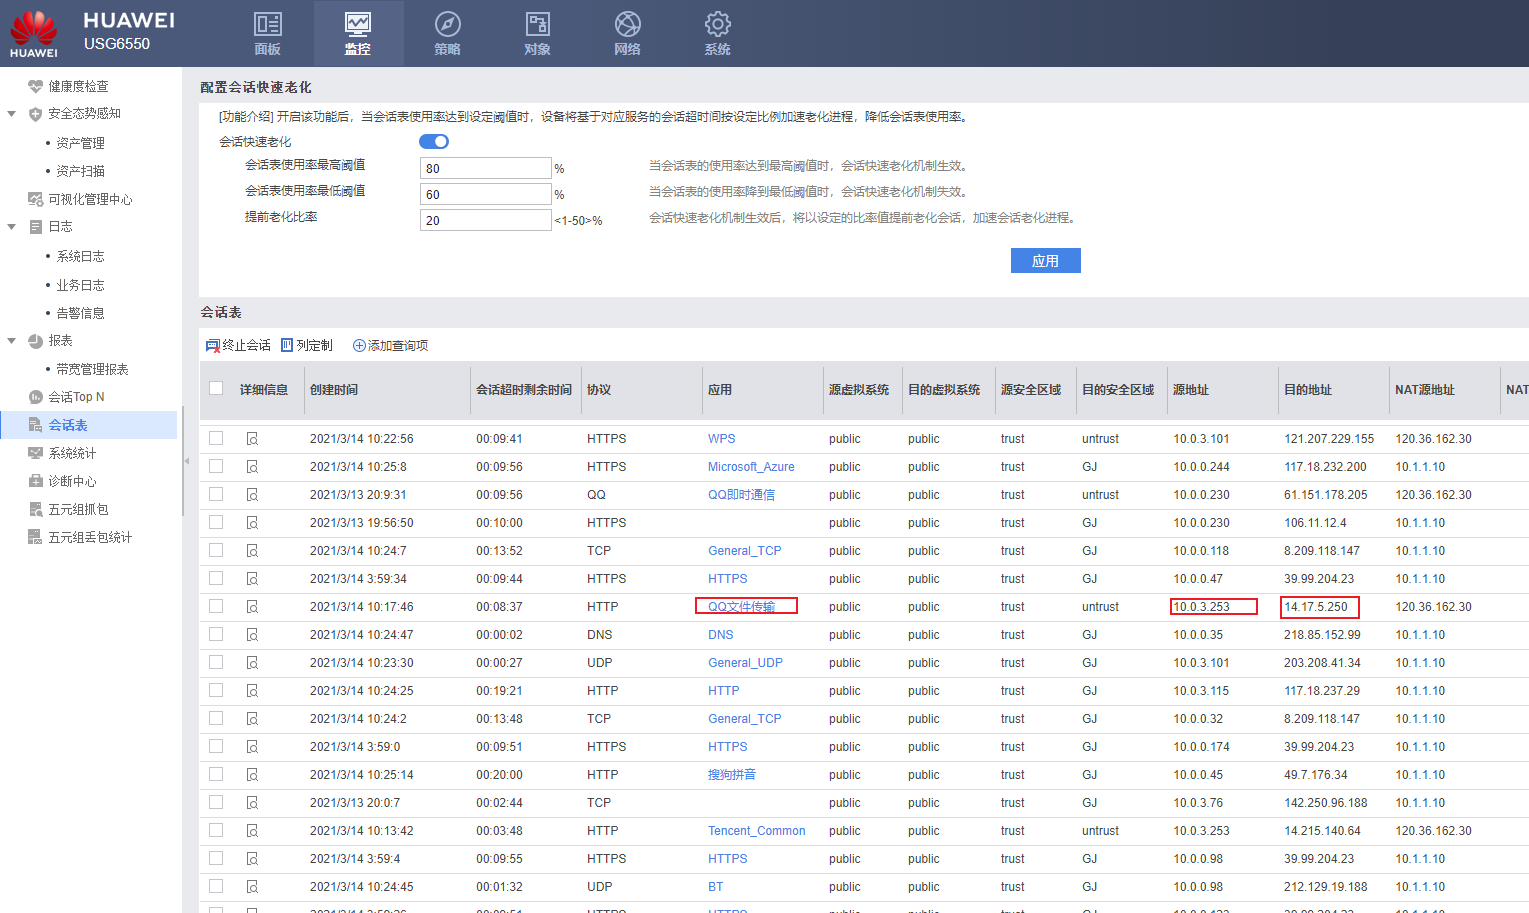 HUAWEI
HUAWEI
USG6550
面板
监控
策略
对象
网络
系统
健康度检查
安全态势感知
资产管理
资产扫描
可视化管理中心
日志
系统日志
业务日志
告警信息
报表
带宽管理报表
会话Top N
会话表
系统统计
诊断中心
五元组抓包
五元组丢包统计
配置会话快速老化
[功能介绍] 开启该功能后，当会话表使用率达到设定阈值时，设备将基于对应服务的会话超时间按设定比例加速老化进程，降低会话表使用率。
会话快速老化
会话表使用率最高阈值 80 % 当会话表的使用率达到最高阈值时，会话快速老化机制生效。
会话表使用率最低阈值 60 % 当会话表的使用率降到最低阈值时，会话快速老化机制失效。
提前老化比率 20 <1-50>% 会话快速老化机制生效后，将以设定的比率值提前老化会话，加速会话老化进程。
应用
会话表
终止会话 列定制 添加查询项
详细信息 创建时间 会话超时剩余时间 协议 应用 源虚拟系统 目的虚拟系统 源安全区域 目的安全区域 源地址 目的地址 NAT源地址 NAT
2021/3/14 10:22:56 00:09:41 HTTPS WPS public public trust untrust 10.0.3.101 121.207.229.155 120.36.162.30
2021/3/14 10:25:8 00:09:56 HTTPS Microsoft_Azure public public trust GJ 10.0.0.244 117.18.232.200 10.1.1.10
2021/3/13 20:9:31 00:09:56 QQ QQ即时通信 public public trust untrust 10.0.0.230 61.151.178.205 120.36.162.30
2021/3/13 19:56:50 00:10:00 HTTPS public public trust GJ 10.0.0.230 106.11.12.4 10.1.1.10
2021/3/14 10:24:7 00:13:52 TCP General_TCP public public trust GJ 10.0.0.118 8.209.118.147 10.1.1.10
2021/3/14 3:59:34 00:09:44 HTTPS HTTPS public public trust GJ 10.0.0.47 39.99.204.23 10.1.1.10
2021/3/14 10:17:46 00:08:37 HTTP QQ文件传输 public public trust untrust 10.0.3.253 14.17.5.250 120.36.162.30
2021/3/14 10:24:47 00:00:02 DNS DNS public public trust GJ 10.0.0.35 218.85.152.99 10.1.1.10
2021/3/14 10:23:30 00:00:27 UDP General_UDP public public trust GJ 10.0.3.101 203.208.41.34 10.1.1.10
2021/3/14 10:24:25 00:19:21 HTTP HTTP public public trust GJ 10.0.3.115 117.18.237.29 10.1.1.10
2021/3/14 10:24:2 00:13:48 TCP General_TCP public public trust GJ 10.0.0.32 8.209.118.147 10.1.1.10
2021/3/14 3:59:0 00:09:51 HTTPS HTTPS public public trust GJ 10.0.0.174 39.99.204.23 10.1.1.10
2021/3/14 10:25:14 00:20:00 HTTP 搜狗拼音 public public trust GJ 10.0.0.45 49.7.176.34 10.1.1.10
2021/3/13 20:0:7 00:02:44 TCP public public trust GJ 10.0.3.76 142.250.96.188 10.1.1.10
2021/3/14 10:13:42 00:03:48 HTTP Tencent_Common public public trust untrust 10.0.3.253 14.215.140.64 120.36.162.30
2021/3/14 3:59:4 00:09:55 HTTPS HTTPS public public trust GJ 10.0.0.98 39.99.204.23 10.1.1.10
2021/3/14 10:24:45 00:01:32 UDP BT public public trust GJ 10.0.0.98 212.129.19.188 10.1.1.10